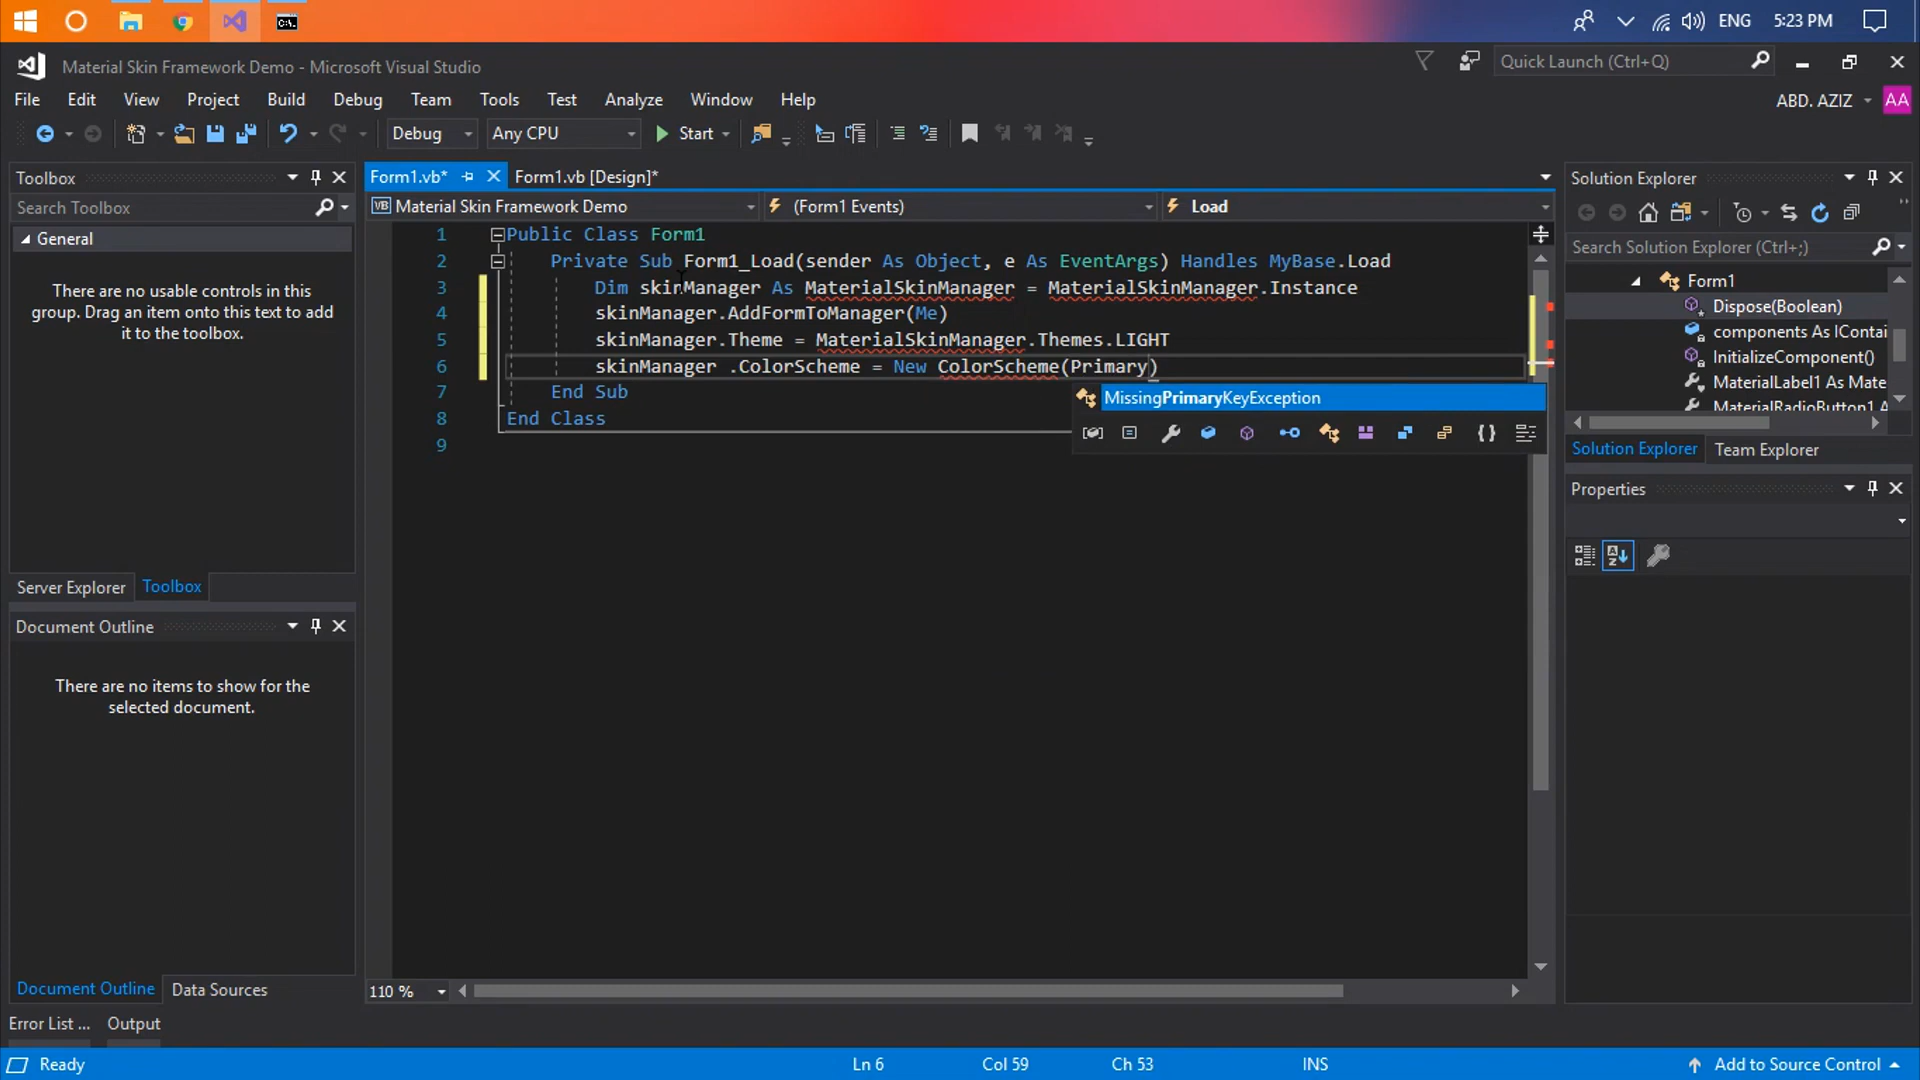 ENG 5:23 PM
Material Skin Framework Demo - Microsoft Visual Studio
Quick Launch (Ctrl+Q)
File Edit View Project Build Debug Team Tools Test Analyze Window Help
ABD. AZIZ AA
Debug Any CPU Start
Toolbox
Search Toolbox
General
There are no usable controls in this
group. Drag an item onto this text to add
it to the toolbox.
Server Explorer Toolbox
Document Outline
There are no items to show for the
selected document.
Document Outline Data Sources
Form1.vb* Form1.vb [Design]*
VB Material Skin Framework Demo (Form1 Events) Load
1 Public Class Form1
2 Private Sub Form1_Load(sender As Object, e As EventArgs) Handles MyBase.Load
3 Dim skinManager As MaterialSkinManager = MaterialSkinManager.Instance
4 skinManager.AddFormToManager(Me)
5 skinManager.Theme = MaterialSkinManager.Themes.LIGHT
6 skinManager .ColorScheme = New ColorScheme(Primary)
7 End Sub
8 End Class
9
MissingPrimaryKeyException
110 %
Solution Explorer
Search Solution Explorer (Ctrl+;)
Form1
Dispose(Boolean)
components As IContai
InitializeComponent()
MaterialLabel1 As Mate
MaterialRadioButton1 A
Solution Explorer Team Explorer
Properties
Error List ... Output
Ready Ln 6 Col 59 Ch 53 INS Add to Source Control